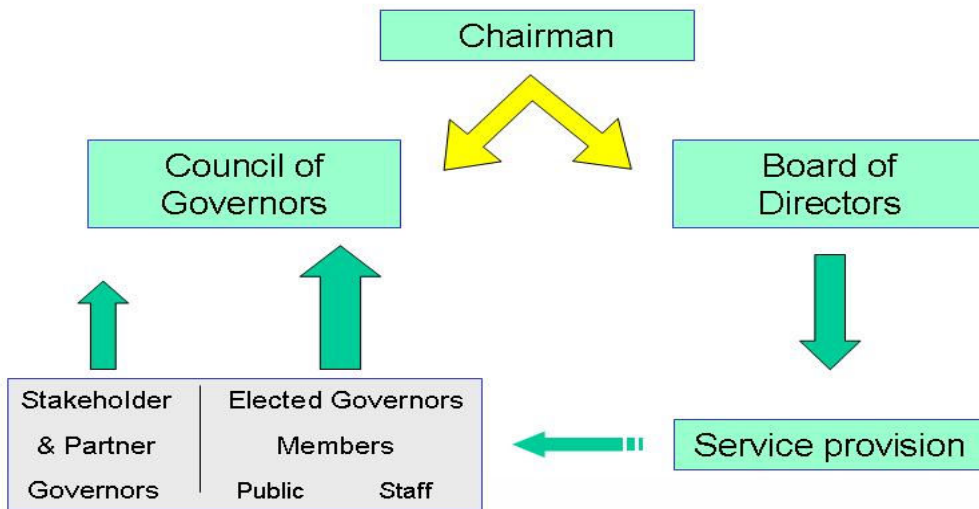 Chairman
Council of
Governors
Board of
Directors
Stakeholder
& Partner
Governors
Elected Governors
Members
Public Staff
Service provision